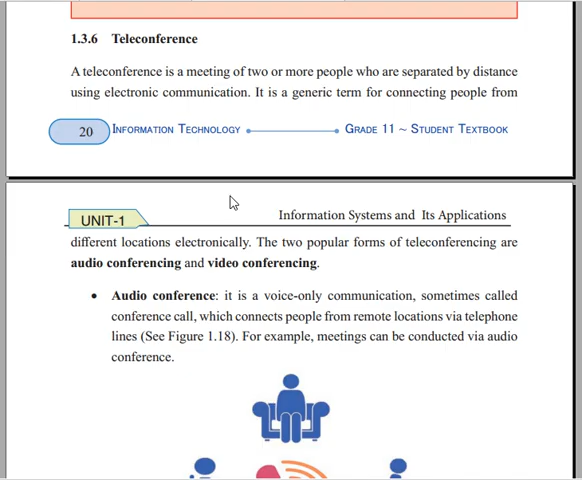 1.3.6 Teleconference
A teleconference is a meeting of two or more people who are separated by distance
using electronic communication. It is a generic term for connecting people from
20 INFORMATION TECHNOLOGY GRADE 11 ~ STUDENT TEXTBOOK
UNIT-1 Information Systems and Its Applications
different locations electronically. The two popular forms of teleconferencing are
audio conferencing and video conferencing.
• Audio conference: it is a voice-only communication, sometimes called
conference call, which connects people from remote locations via telephone
lines (See Figure 1.18). For example, meetings can be conducted via audio
conference.